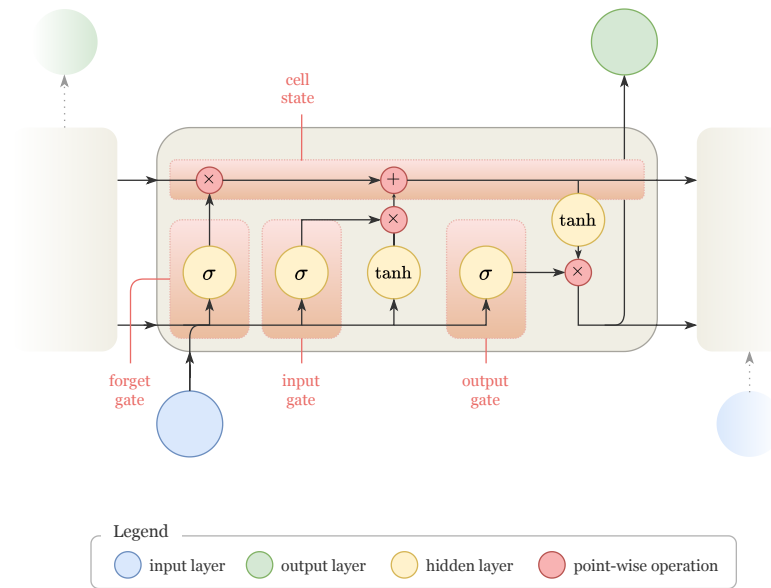 cell
state
×
+
×
tanh
σ
σ
tanh
σ
×
forget
gate
input
gate
output
gate
Legend
input layer
output layer
hidden layer
point-wise operation